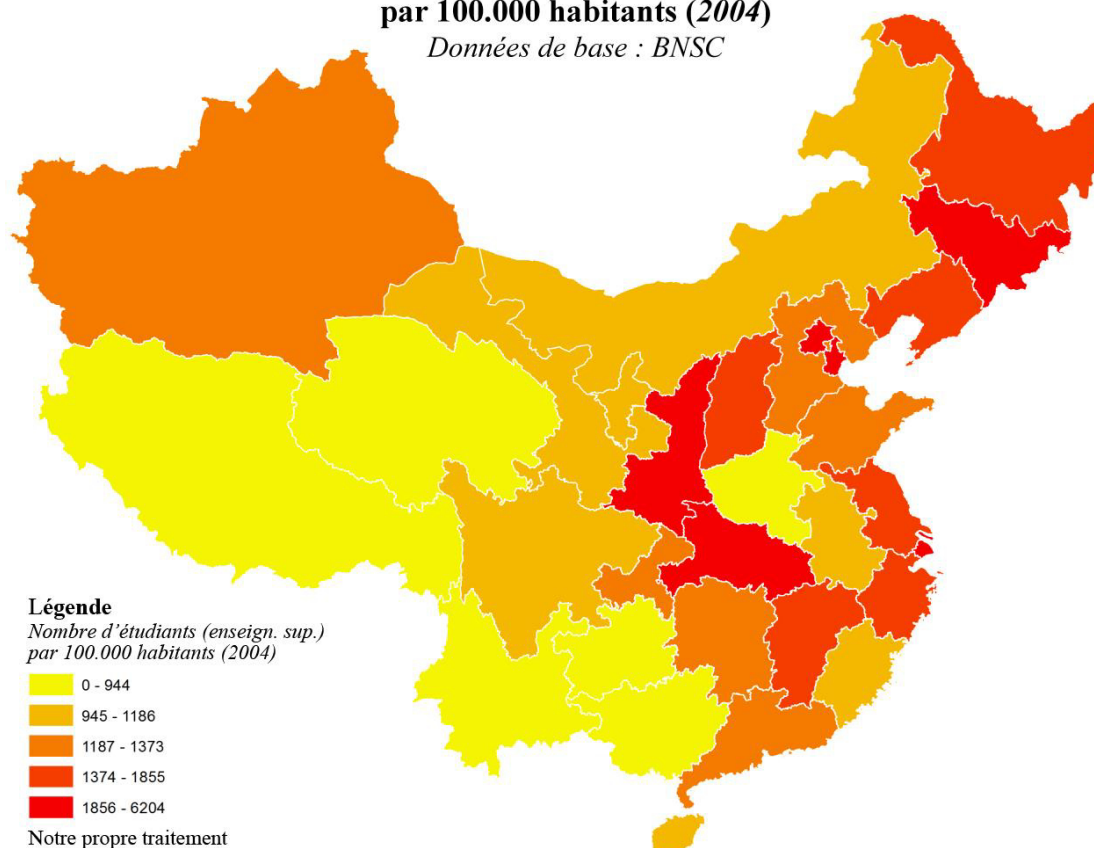 par 100.000 habitants (2004)
Données de base : BNSC
Légende
Nombre d'étudiants (enseign. sup.)
par 100.000 habitants (2004)
0 - 944
945 - 1186
1187 - 1373
1374 - 1855
1856 - 6204
Notre propre traitement